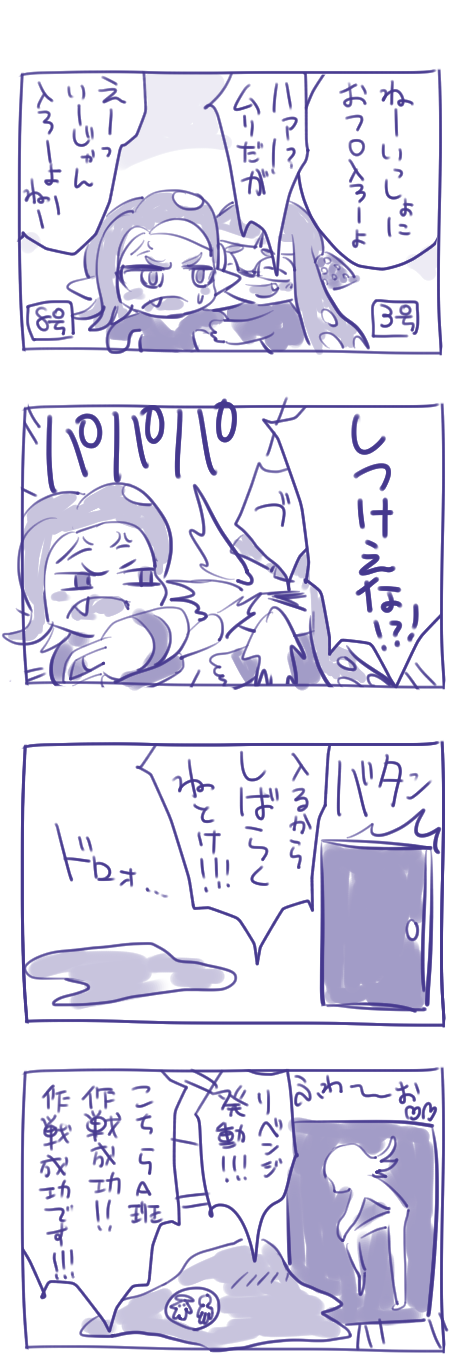 ねーいっしょに
おフロ入ろーよ
ハァー?
ムリだが
えーっ
いーじゃん
入ろーよー
ねー
3号
8号
しつけえな!?!
ブ
パパパパ
バタン
入るから
しばらく
ねとけ!!!
ドロォ...
ふわ〜お♡♡
リベンジ
発動!!!
こちらA班
作戦成功!!
作戦成功です!!!